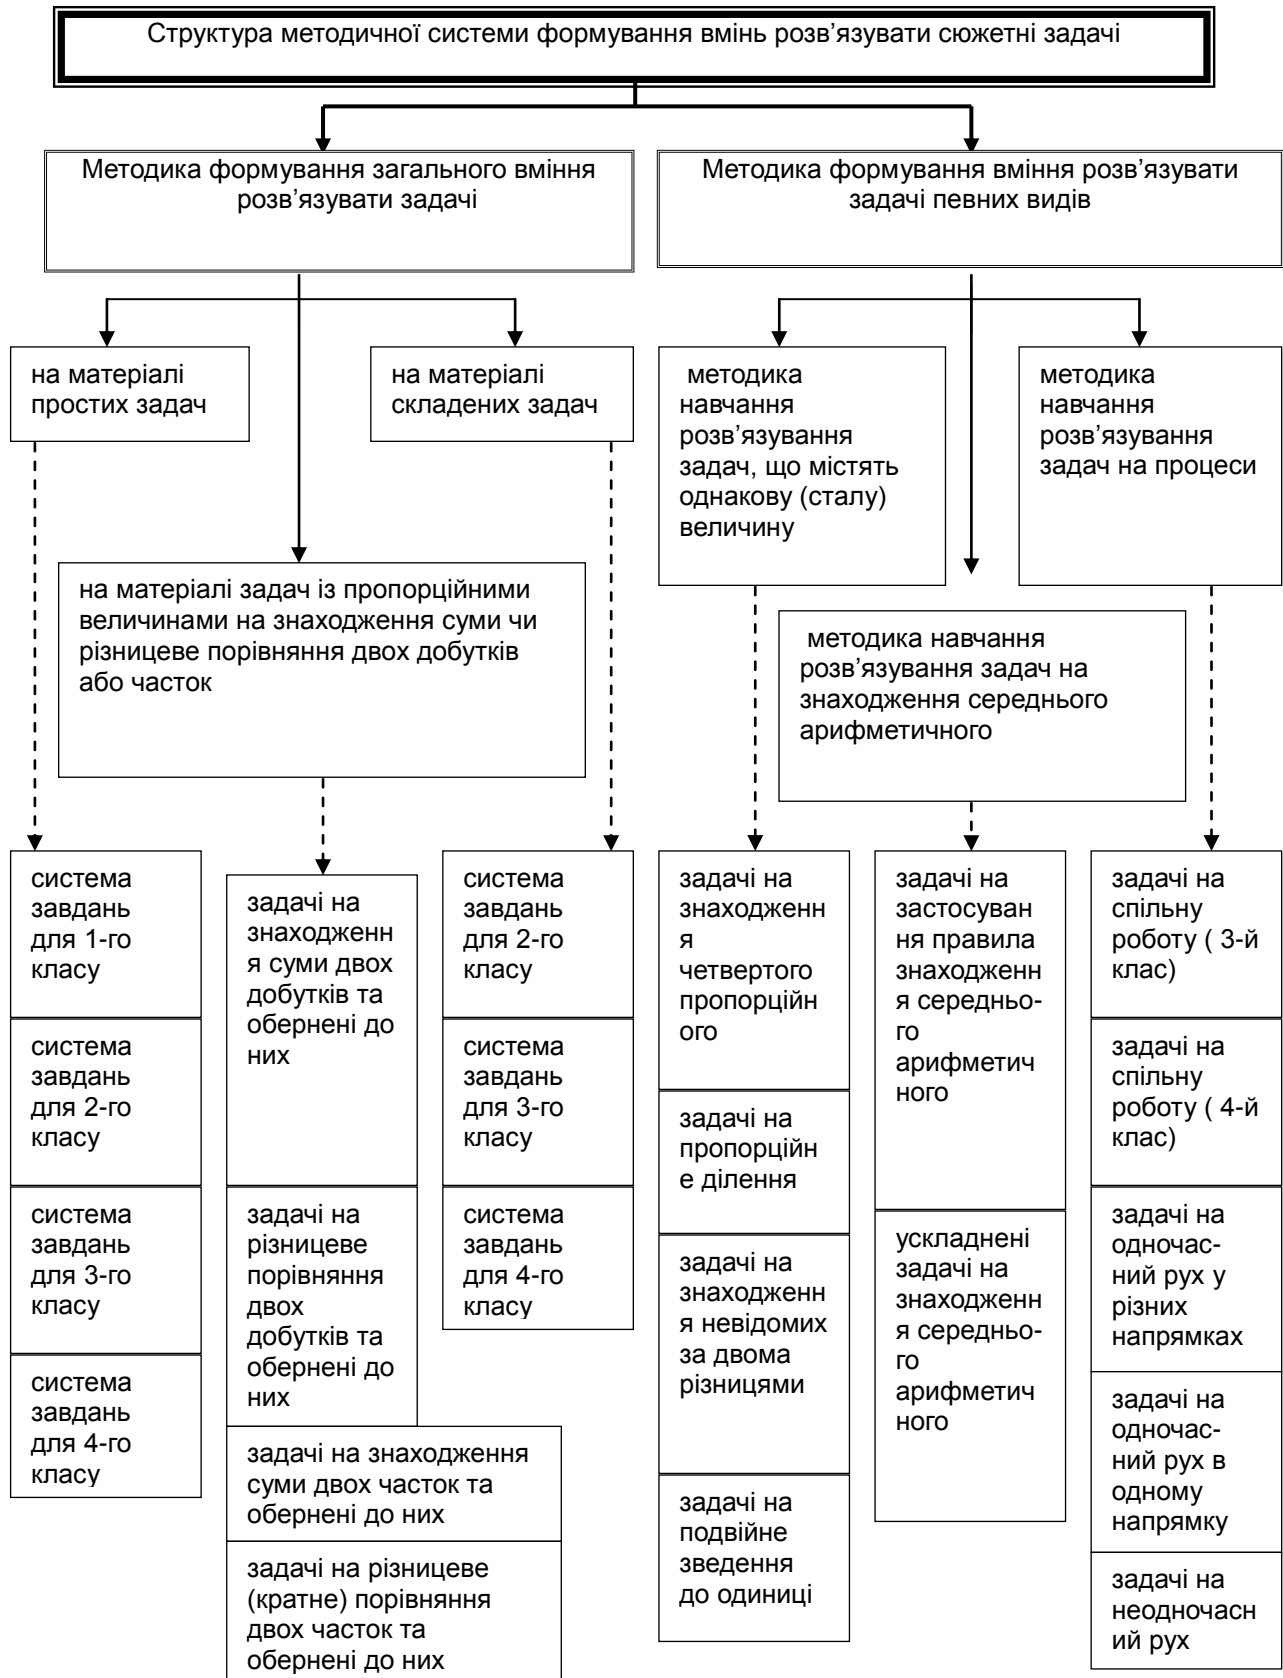 Структура методичної системи формування вмінь розв’язувати сюжетні задачі
Методика формування загального вміння
розв’язувати задачі
Методика формування вміння розв’язувати
задачі певних видів
на матеріалі
простих задач
на матеріалі
складених задач
методика
навчання
розв’язування
задач, що містять
однакову (сталу)
величину
методика
навчання
розв’язування
задач на процеси
на матеріалі задач із пропорційними
величинами на знаходження суми чи
різницеве порівняння двох добутків
або часток
методика навчання
розв’язування задач на
знаходження середнього
арифметичного
система
завдань
для 1-го
класу
система
завдань
для 2-го
класу
система
завдань
для 3-го
класу
система
завдань
для 4-го
класу
задачі на
знаходженн
я суми двох
добутків та
обернені до
них
задачі на
різницеве
порівняння
двох
добутків та
обернені до
них
задачі на знаходження
суми двох часток та
обернені до них
задачі на різницеве
(кратне) порівняння
двох часток та
обернені до них
система
завдань
для 2-го
класу
система
завдань
для 3-го
класу
система
завдань
для 4-го
класу
задачі на
знаходженн
я
четвертого
пропорційн
ого
задачі на
пропорційн
е ділення
задачі на
знаходженн
я невідомих
за двома
різницями
задачі на
подвійне
зведення
до одиниці
задачі на
застосуван
ня правила
знаходженн
я середньо-
го
арифметич
ного
ускладнені
задачі на
знаходженн
я середньо-
го
арифметич
ного
задачі на
спільну
роботу ( 3-й
клас)
задачі на
спільну
роботу ( 4-й
клас)
задачі на
одночас-
ний рух у
різних
напрямках
задачі на
одночас-
ний рух в
одному
напрямку
задачі на
неодночасн
ий рух